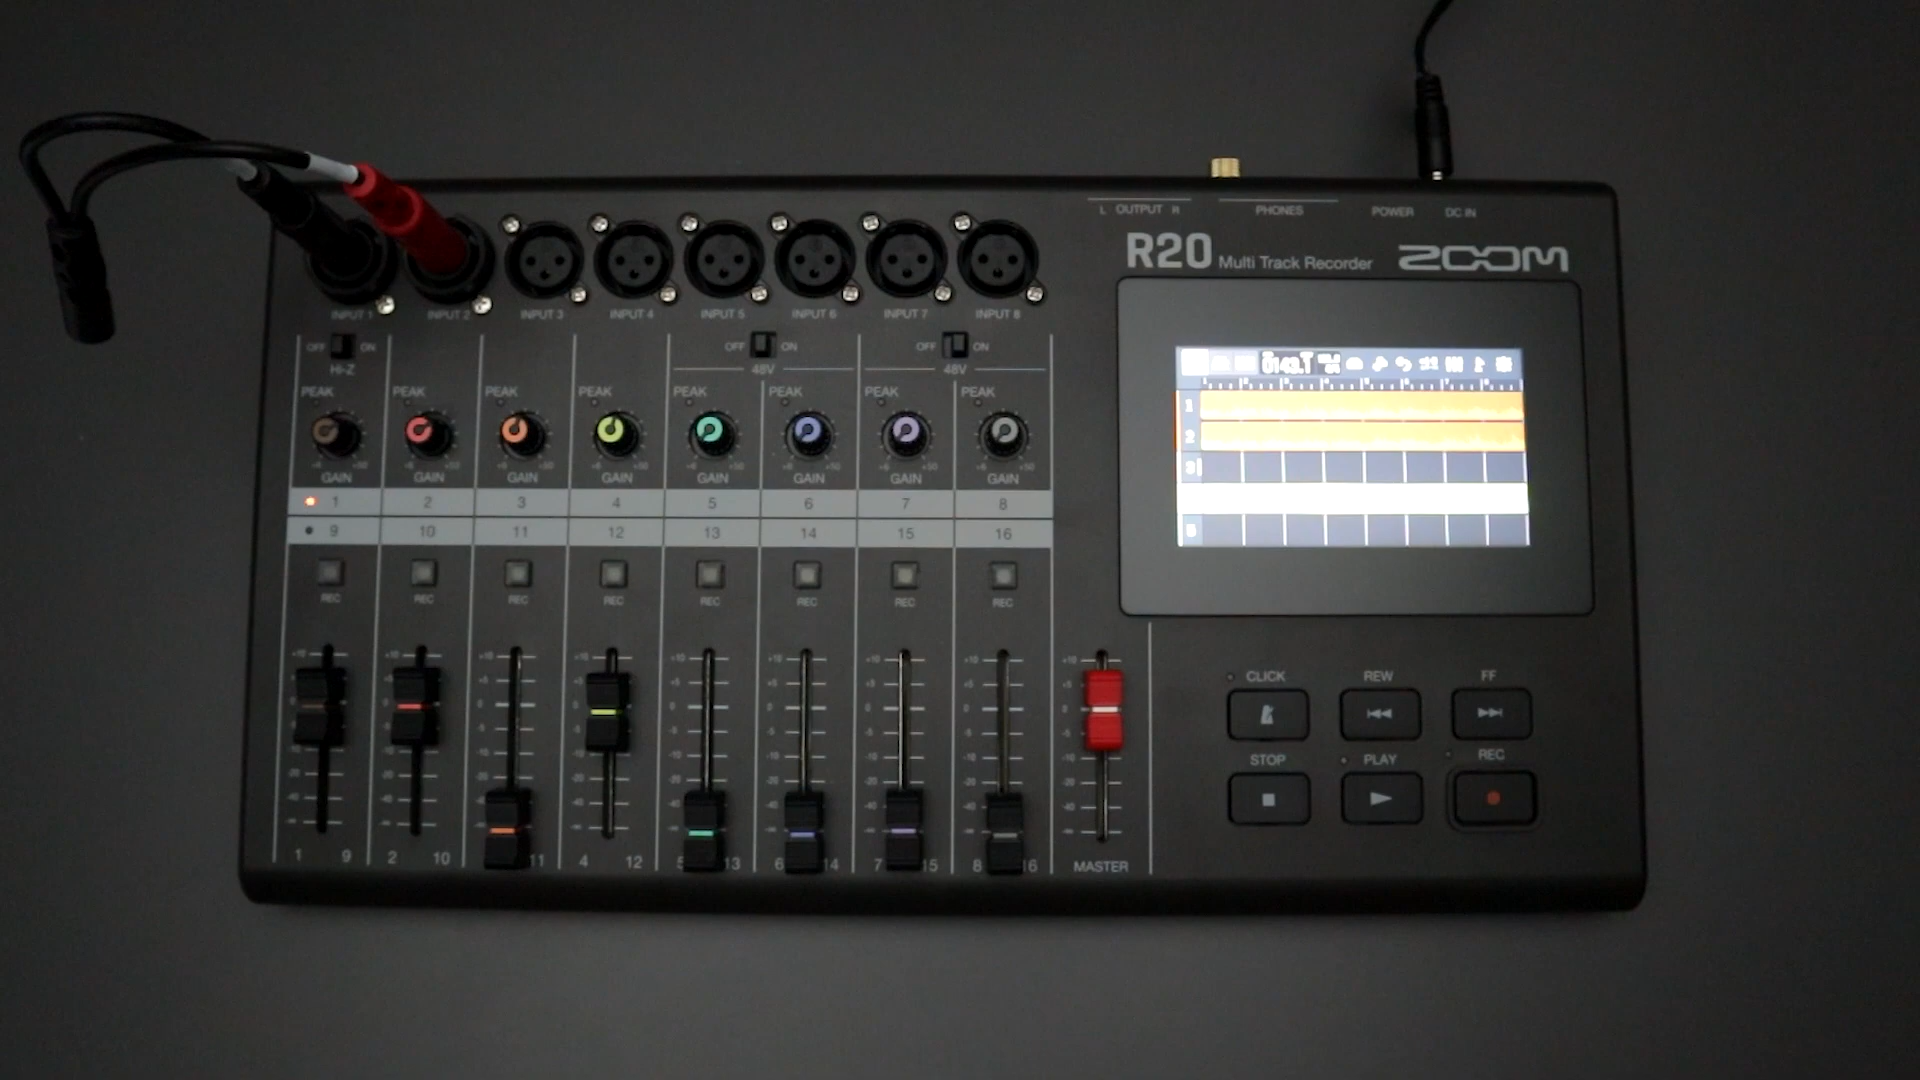 L OUTPUT R PHONES POWER DC IN
R20 Multi Track Recorder ZOOM
INPUT 1 INPUT 2 INPUT 3 INPUT 4 INPUT 5 INPUT 6 INPUT 7 INPUT 8
OFF ON OFF ON OFF ON
Hi-Z 48V 48V
PEAK PEAK PEAK PEAK PEAK PEAK PEAK PEAK
GAIN GAIN GAIN GAIN GAIN GAIN GAIN GAIN
1 2 3 4 5 6 7 8
9 10 11 12 13 14 15 16
REC REC REC REC REC REC REC REC
1
2
3
5
CLICK REW FF
STOP PLAY REC
1 9 2 10 11 4 12 5 13 6 14 7 15 8 16 MASTER